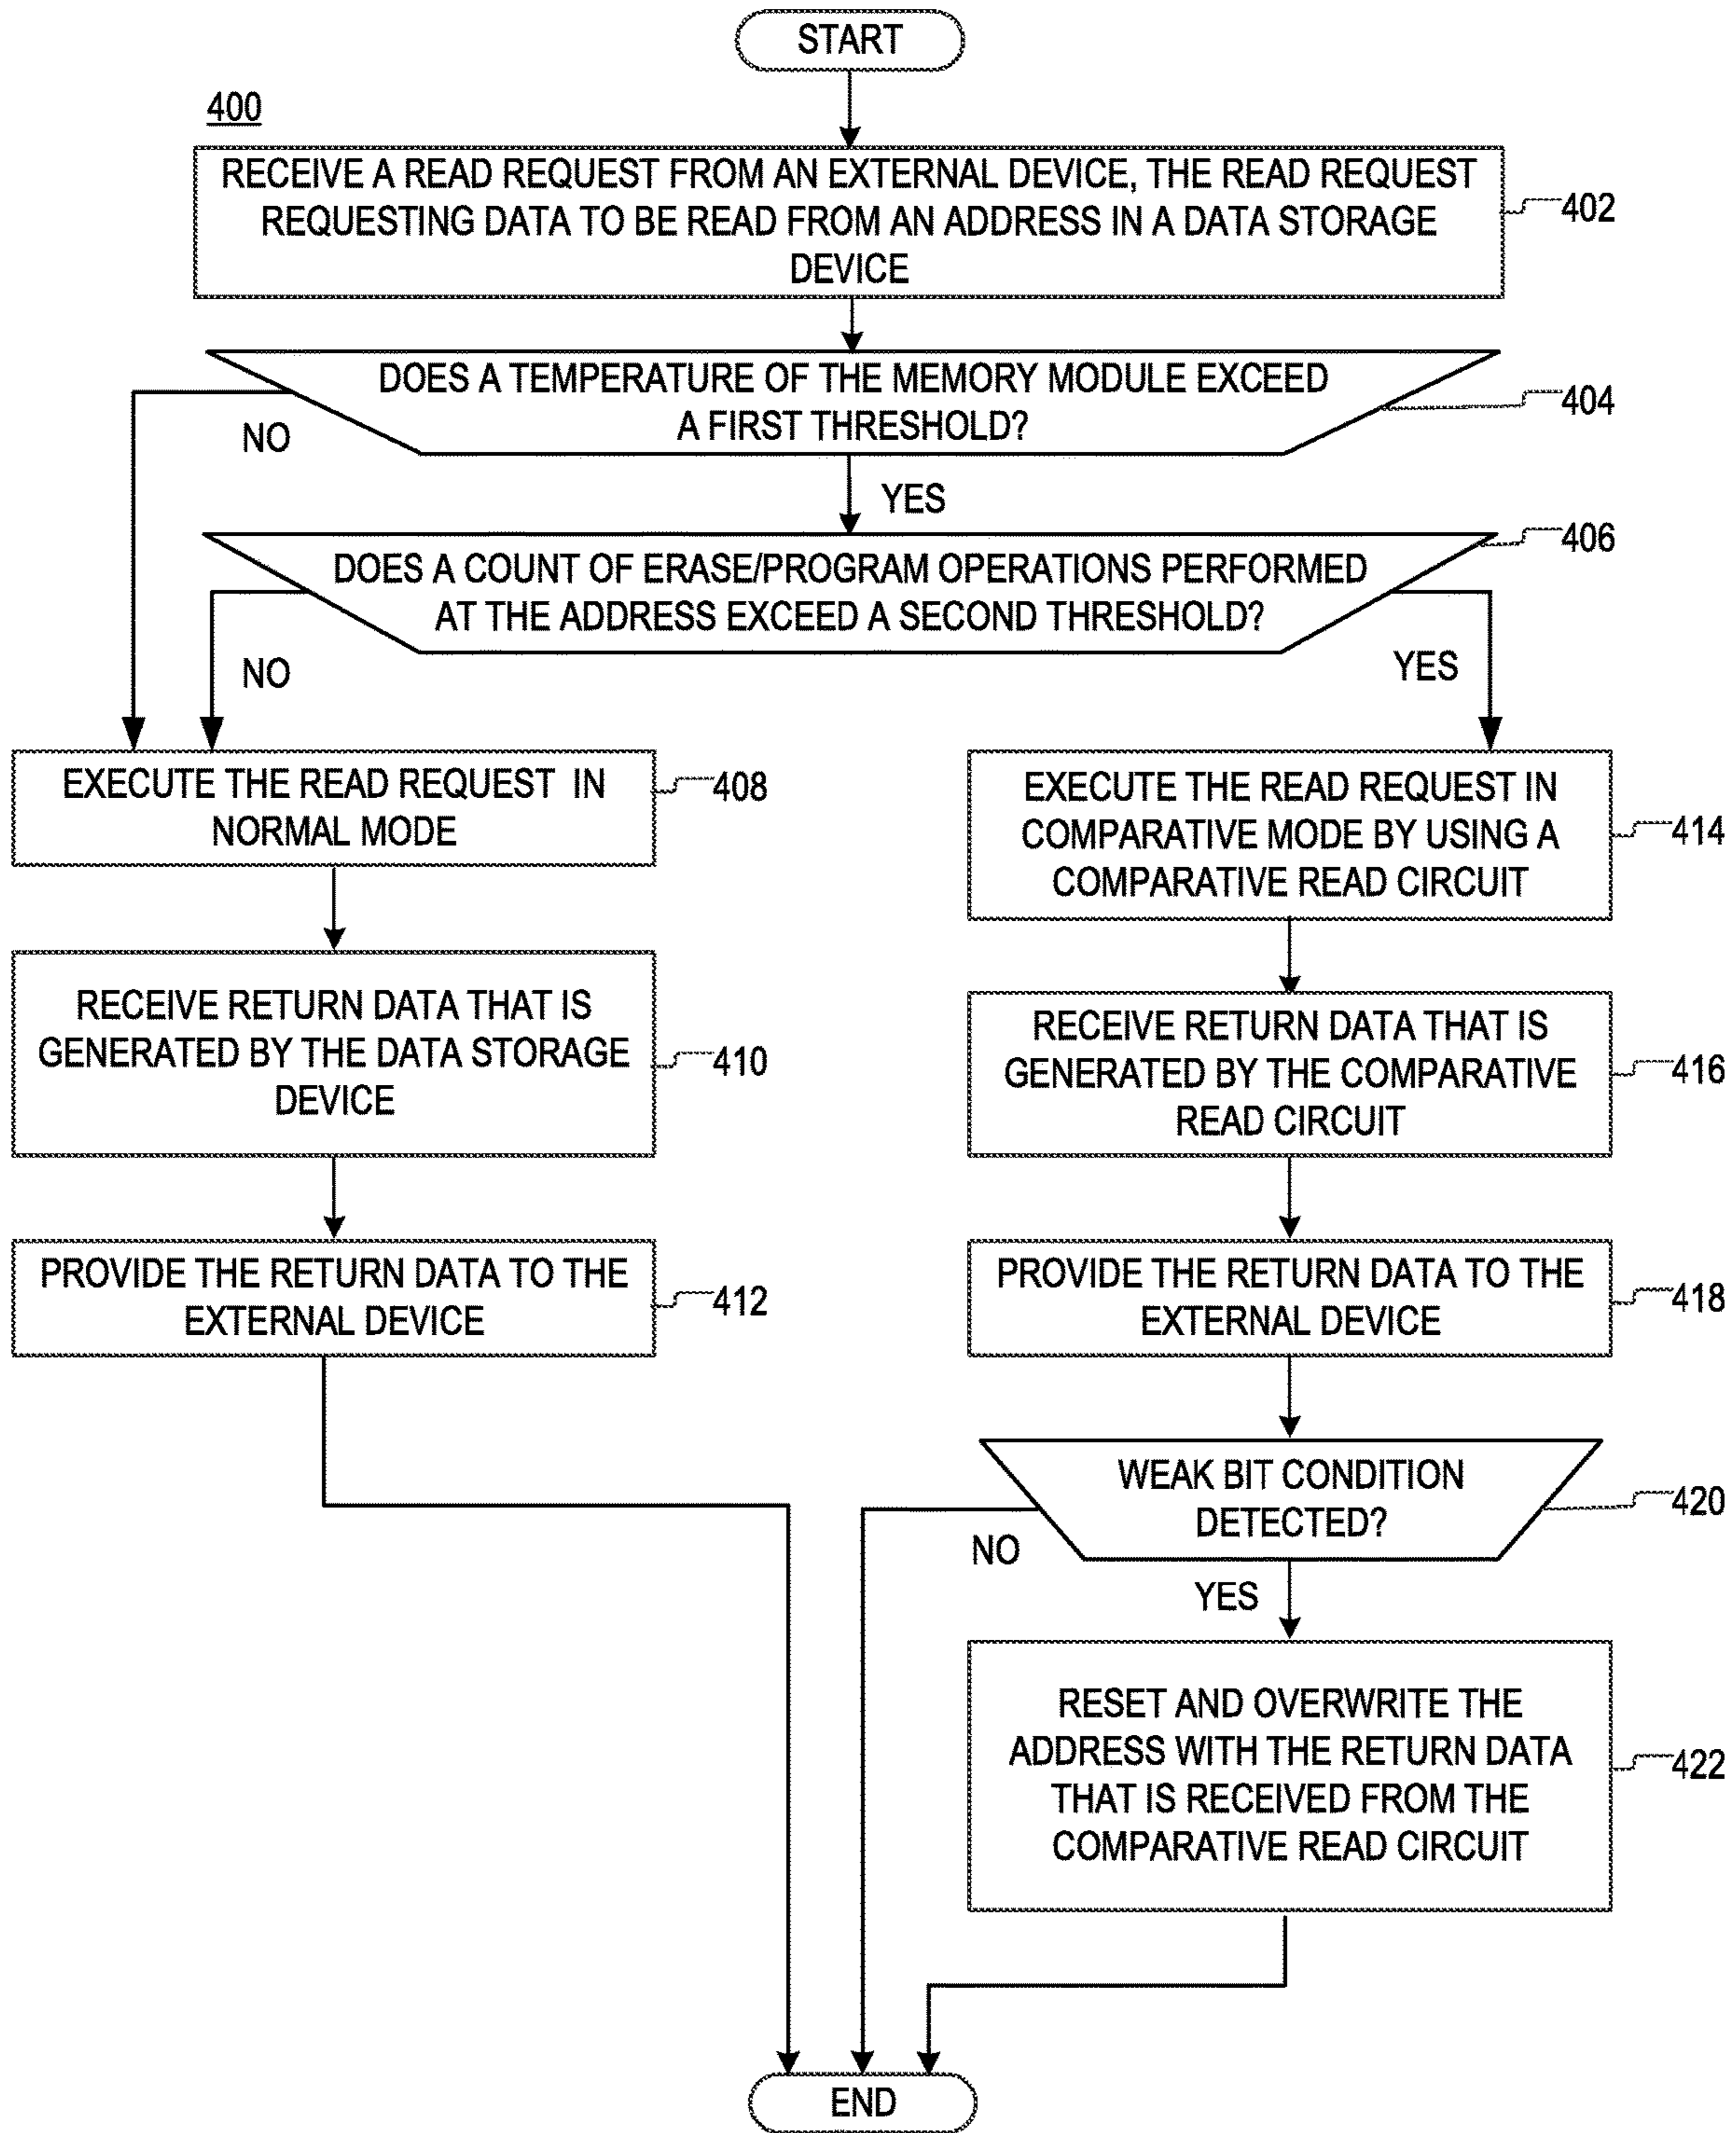 START
400
RECEIVE A READ REQUEST FROM AN EXTERNAL DEVICE, THE READ REQUEST
REQUESTING DATA TO BE READ FROM AN ADDRESS IN A DATA STORAGE
DEVICE
402
DOES A TEMPERATURE OF THE MEMORY MODULE EXCEED
A FIRST THRESHOLD?
404
NO
YES
406
DOES A COUNT OF ERASE/PROGRAM OPERATIONS PERFORMED
AT THE ADDRESS EXCEED A SECOND THRESHOLD?
NO
YES
EXECUTE THE READ REQUEST IN
NORMAL MODE
408
RECEIVE RETURN DATA THAT IS
GENERATED BY THE DATA STORAGE
DEVICE
410
PROVIDE THE RETURN DATA TO THE
EXTERNAL DEVICE
412
EXECUTE THE READ REQUEST IN
COMPARATIVE MODE BY USING A
COMPARATIVE READ CIRCUIT
414
RECEIVE RETURN DATA THAT IS
GENERATED BY THE COMPARATIVE
READ CIRCUIT
416
PROVIDE THE RETURN DATA TO THE
EXTERNAL DEVICE
418
WEAK BIT CONDITION
DETECTED?
420
NO
YES
RESET AND OVERWRITE THE
ADDRESS WITH THE RETURN DATA
THAT IS RECEIVED FROM THE
COMPARATIVE READ CIRCUIT
422
END